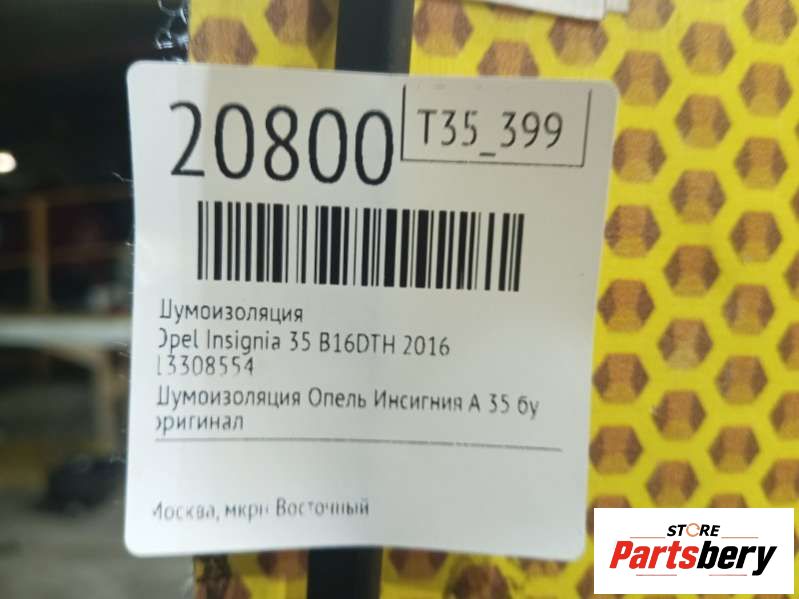 20800
T35_399
Шумоизоляция
Opel Insignia 35 B16DTH 2016
13308554
Шумоизоляция Опель Инсигния А 35 бу
оригинал
Москва, мкрн Восточный
STORE
Partsbery